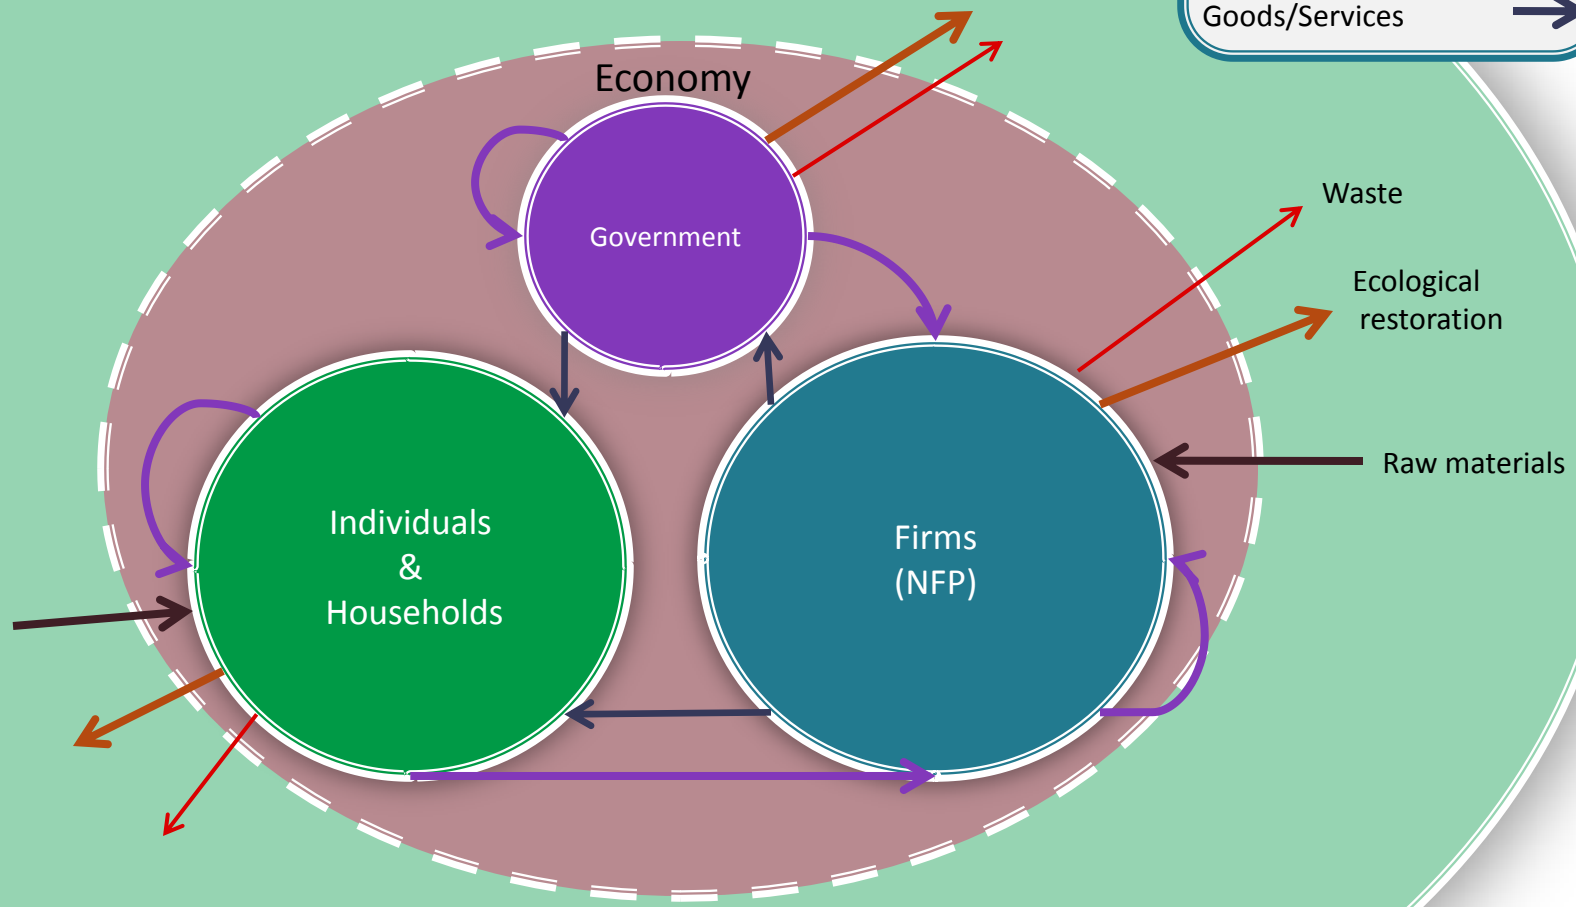 Goods/Services
Economy
Government
Waste
Ecological
restoration
Raw materials
Individuals
&
Households
Firms
(NFP)